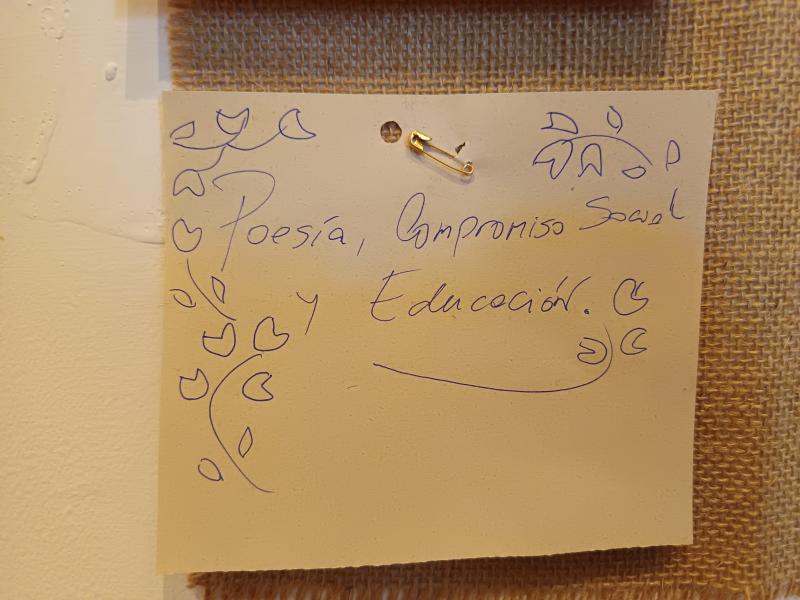 Poesía, Compromiso Social
y Educación.